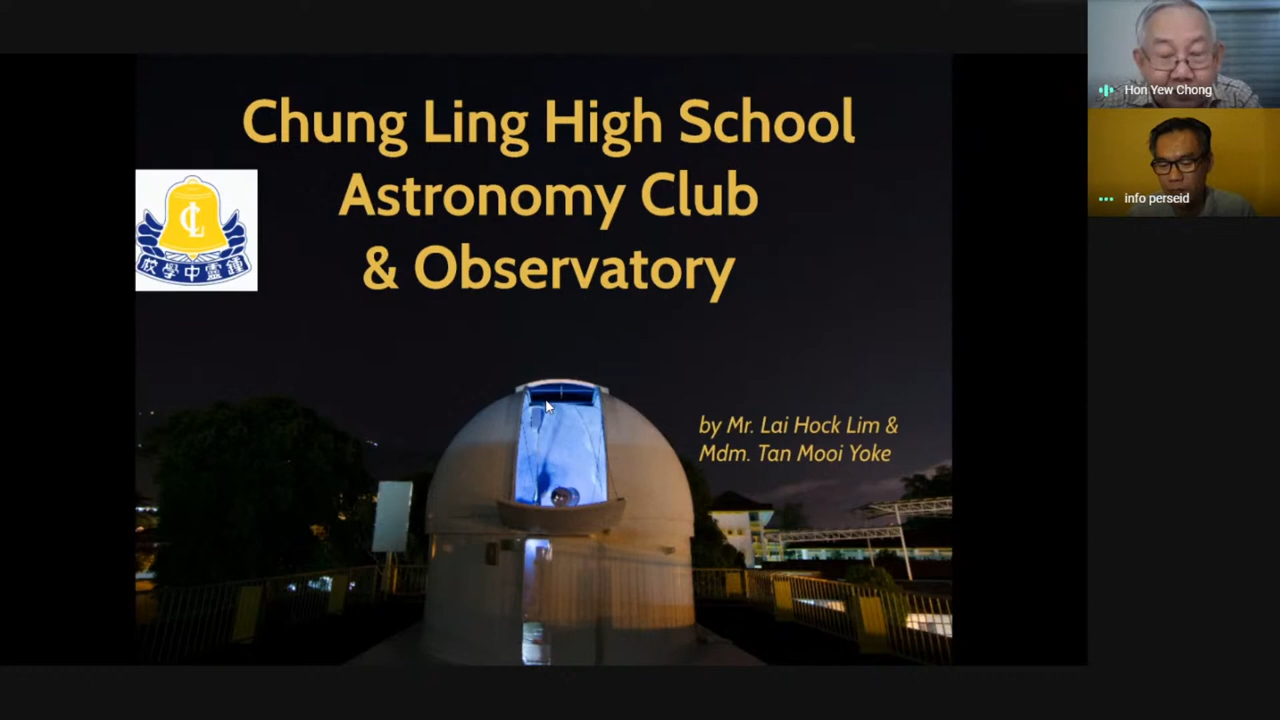 Chung Ling High School
Astronomy Club
& Observatory
CL
校學中靈鍾
by Mr. Lai Hock Lim &
Mdm. Tan Mooi Yoke
Hon Yew Chong
info perseid